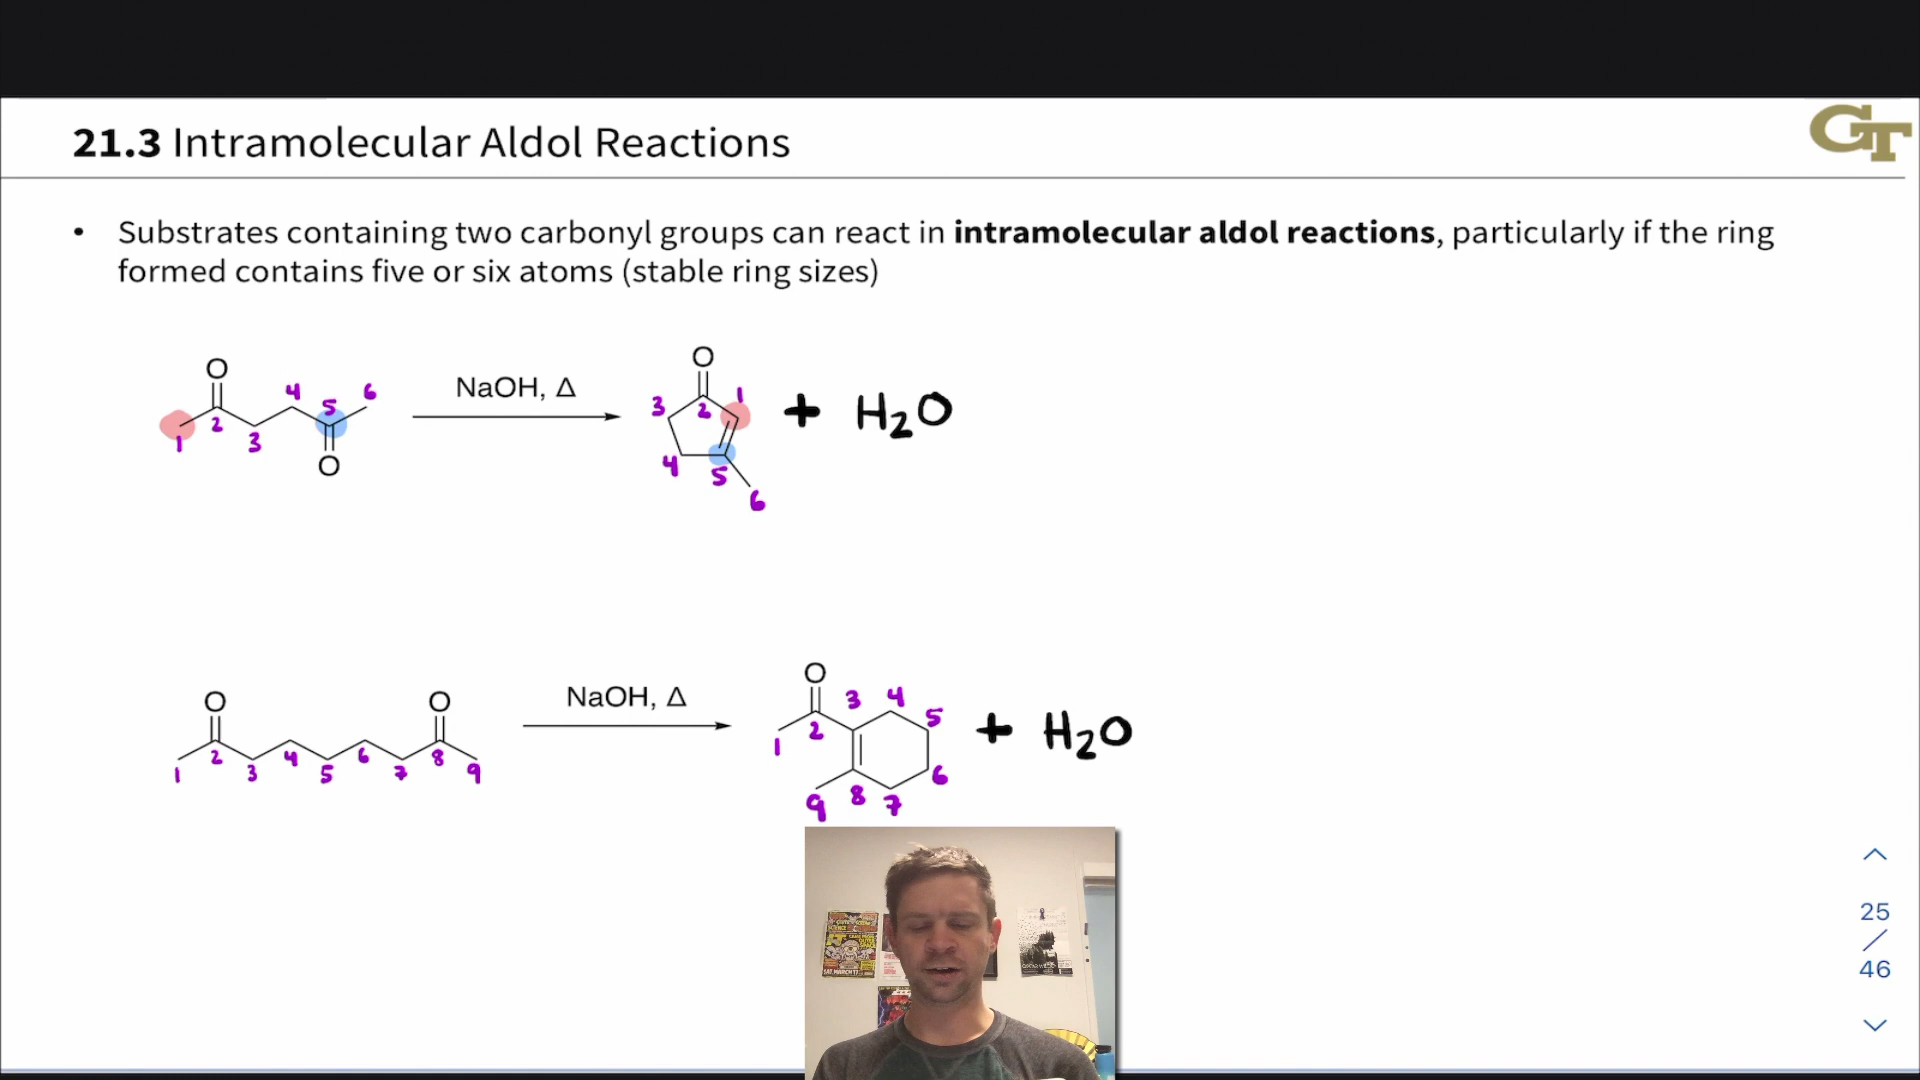 21.3 Intramolecular Aldol Reactions
GT
• Substrates containing two carbonyl groups can react in intramolecular aldol reactions, particularly if the ring
formed contains five or six atoms (stable ring sizes)
O
1 2 3 4 5 6
O
NaOH, Δ
O
1 2 3 4 5 6
+ H₂O
O O
1 2 3 4 5 6 7 8 9
NaOH, Δ
O
1 2 3 4 5 6 7 8 9
+ H₂O
SAT. MARCH 17
25
/
46